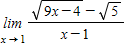 lim x→1 (√(9x−4) − √5)/(x−1)